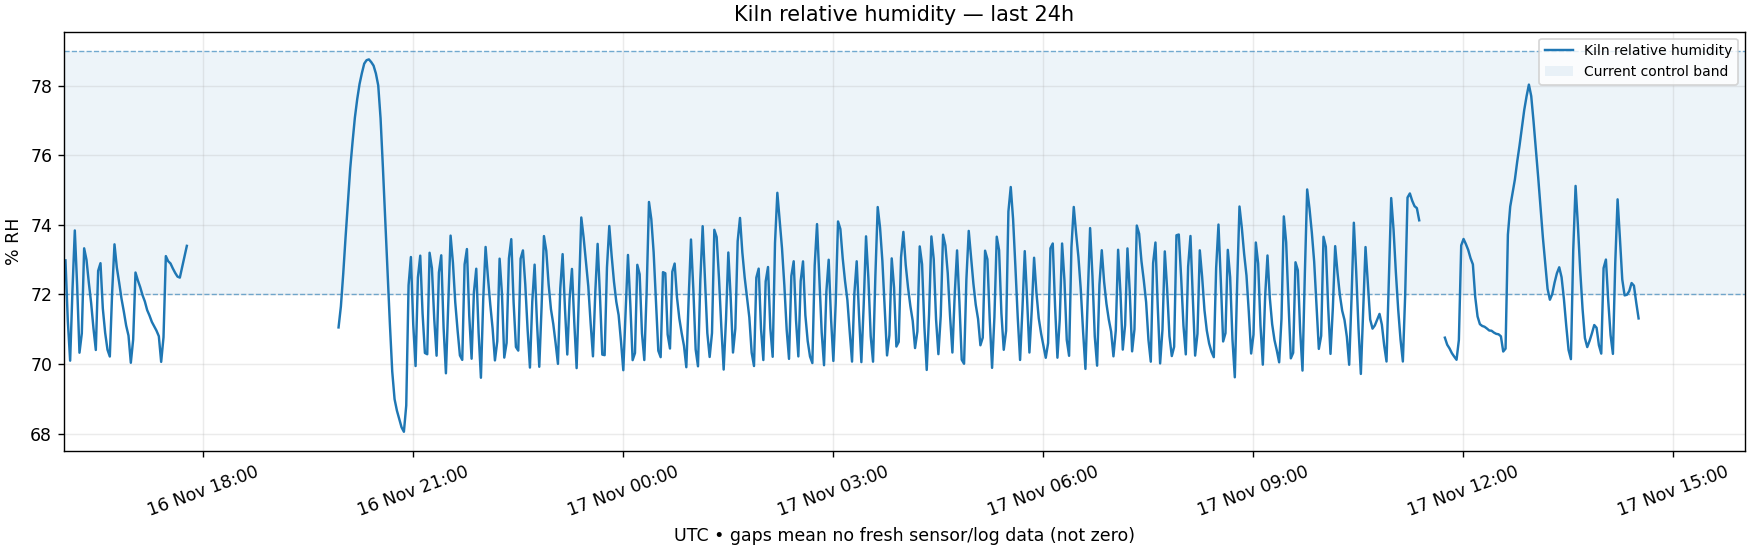 Kiln relative humidity — last 24h
Kiln relative humidity
Current control band
% RH
78
76
74
72
70
68
16 Nov 18:00
16 Nov 21:00
17 Nov 00:00
17 Nov 03:00
17 Nov 06:00
17 Nov 09:00
17 Nov 12:00
17 Nov 15:00
UTC • gaps mean no fresh sensor/log data (not zero)